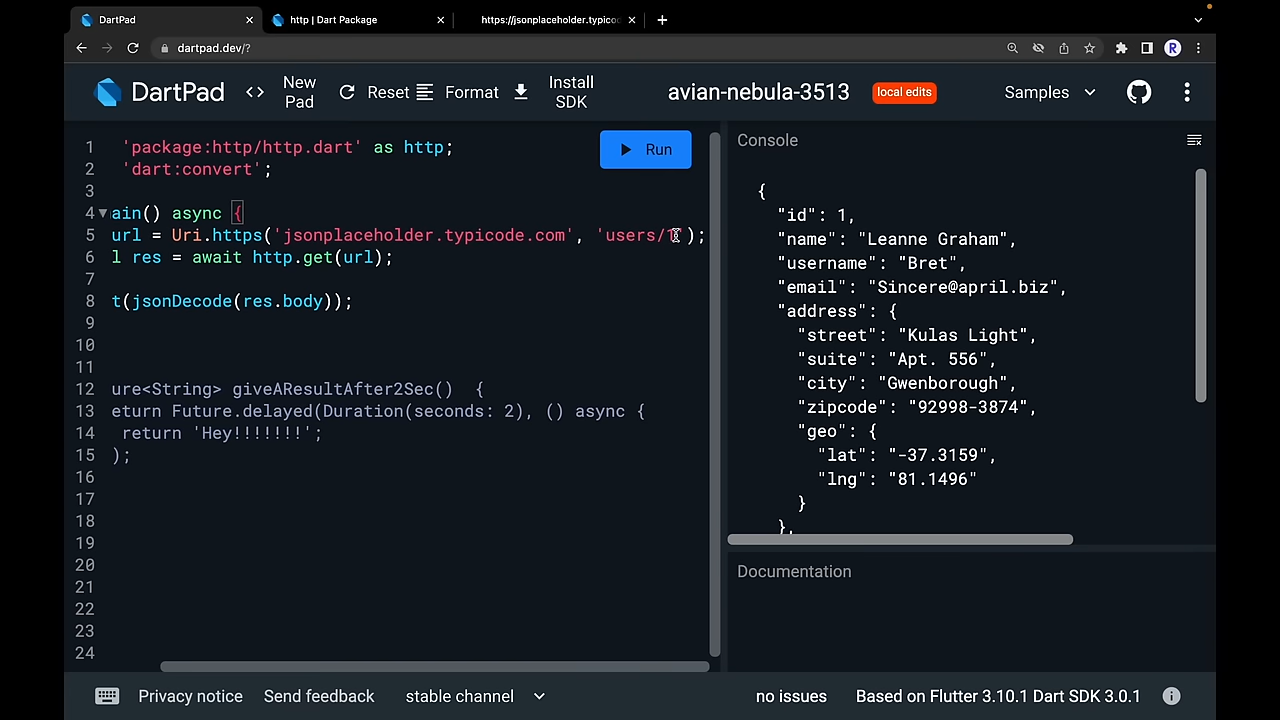 DartPad
http | Dart Package
https://jsonplaceholder.typico
dartpad.dev/?
DartPad
New Pad
Reset
Format
Install SDK
avian-nebula-3513
local edits
Samples
1 'package:http/http.dart' as http;
2 'dart:convert';
3
4 ain() async {
5 url = Uri.https('jsonplaceholder.typicode.com', 'users/1');
6 l res = await http.get(url);
7
8 t(jsonDecode(res.body));
9
10
11
12 ure<String> giveAResultAfter2Sec()  {
13 eturn Future.delayed(Duration(seconds: 2), () async {
14 return 'Hey!!!!!!!';
15 );
16
17
18
19
20
21
22
23
24
Run
Console
{
"id": 1,
"name": "Leanne Graham",
"username": "Bret",
"email": "Sincere@april.biz",
"address": {
"street": "Kulas Light",
"suite": "Apt. 556",
"city": "Gwenborough",
"zipcode": "92998-3874",
"geo": {
"lat": "-37.3159",
"lng": "81.1496"
}
},
Documentation
Privacy notice
Send feedback
stable channel
no issues
Based on Flutter 3.10.1 Dart SDK 3.0.1
R